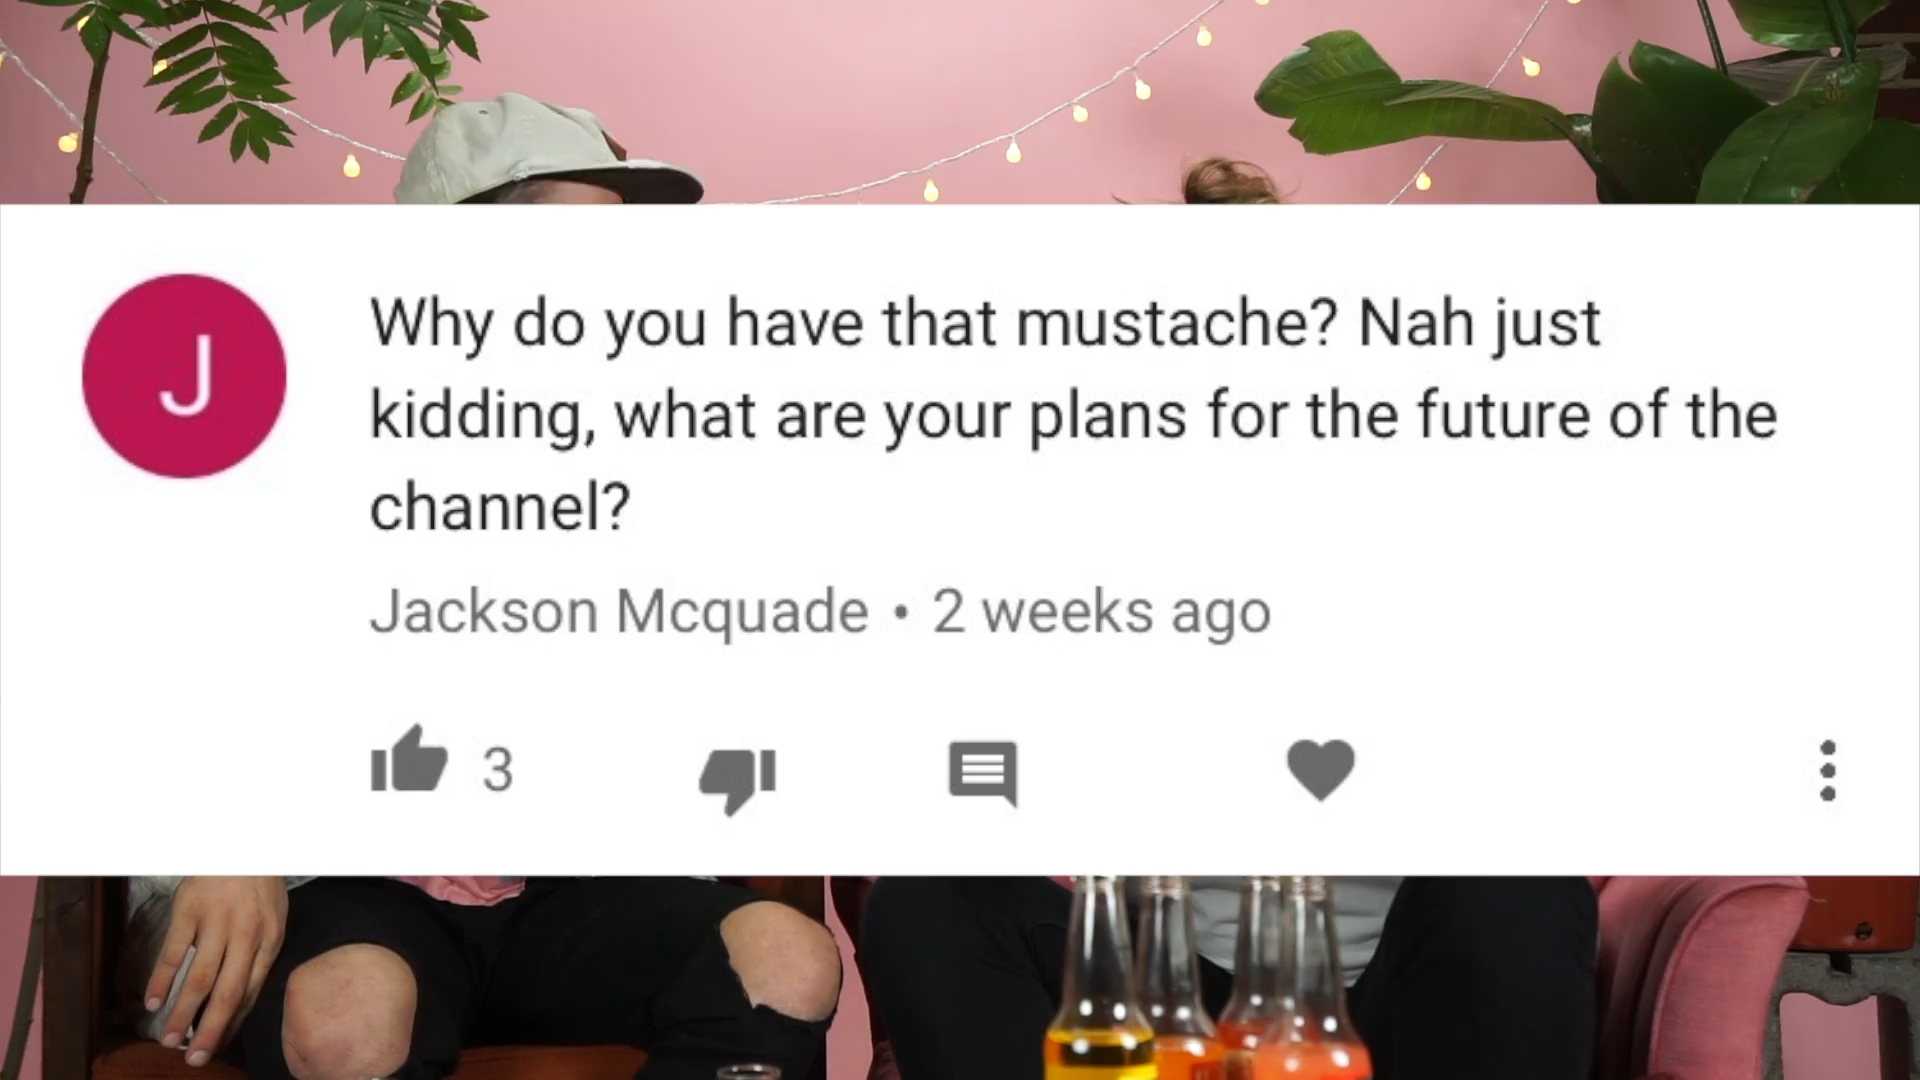 J
Why do you have that mustache? Nah just
kidding, what are your plans for the future of the
channel?
Jackson Mcquade • 2 weeks ago
3